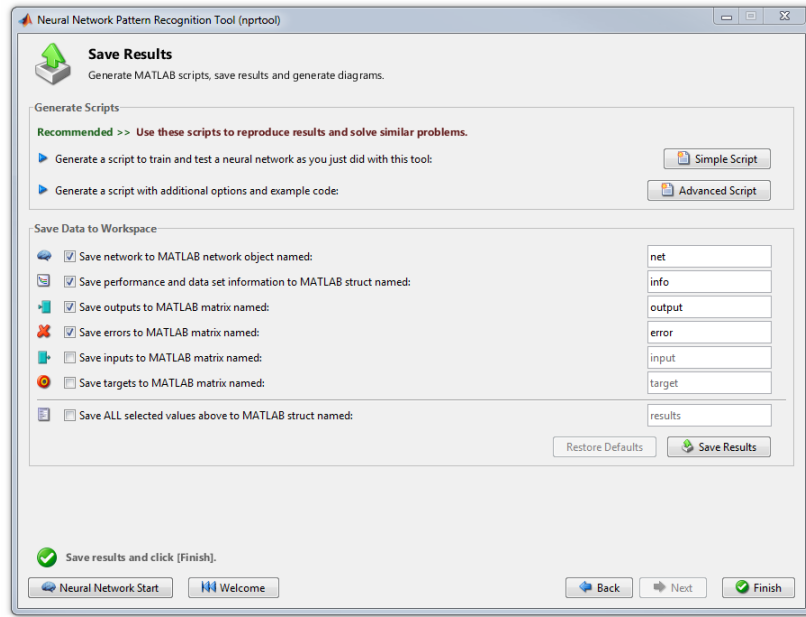 Neural Network Pattern Recognition Tool (nprtool)
Save Results
Generate MATLAB scripts, save results and generate diagrams.
Generate Scripts
Recommended >> Use these scripts to reproduce results and solve similar problems.
Generate a script to train and test a neural network as you just did with this tool: Simple Script
Generate a script with additional options and example code: Advanced Script
Save Data to Workspace
Save network to MATLAB network object named: net
Save performance and data set information to MATLAB struct named: info
Save outputs to MATLAB matrix named: output
Save errors to MATLAB matrix named: error
Save inputs to MATLAB matrix named: input
Save targets to MATLAB matrix named: target
Save ALL selected values above to MATLAB struct named: results
Restore Defaults Save Results
Save results and click [Finish].
Neural Network Start Welcome Back Next Finish